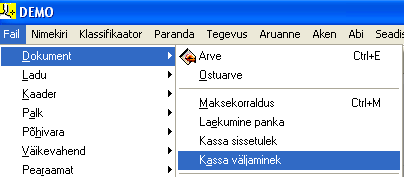 DEMO
Fail Nimekiri Klassifikaator Paranda Tegevus Aruanne Aken Abi Seadis
Dokument
Ladu
Kaader
Palk
Põhivara
Väikevahend
Pearaamat
Arve Ctrl+E
Ostuarve
Maksekorraldus Ctrl+M
Laekumine panka
Kassa sissetulek
Kassa väljaminek